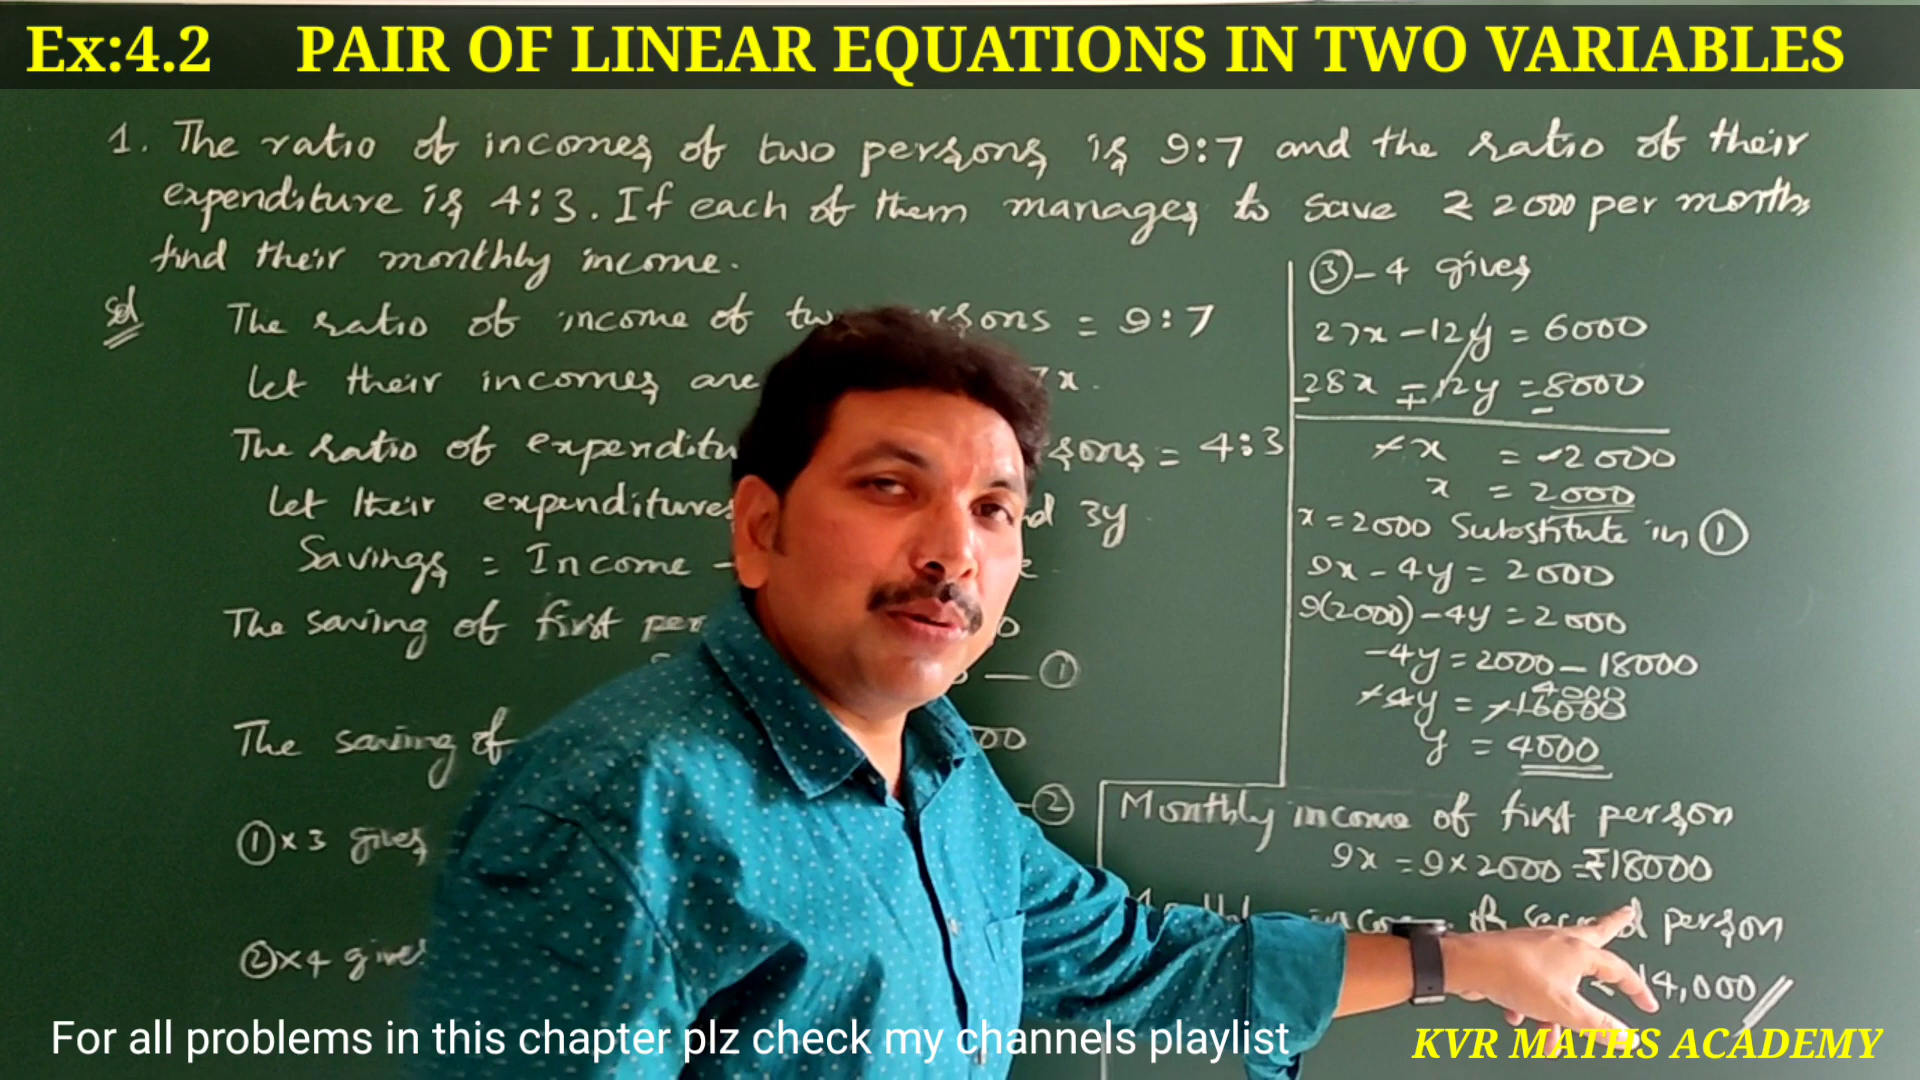 Ex:4.2 PAIR OF LINEAR EQUATIONS IN TWO VARIABLES
1. The ratio of incomes of two persons is 9:7 and the ratio of their
expenditure is 4:3. If each of them manages to save ₹ 2000 per month,
find their monthly income.
Sol
The ratio of income of = 9:7
Let their incomes are 7x.
The ratio of = 4:3
Let their expenditures 3y
Savings = Income -
The saving of first
— ①
The saving of
— ②
①×3 gives
②×4 gives
③-4 gives
27x -12y = 6000
-28x ∓12y =-8000
-x = -2000
x = 2000
x = 2000 Substitute in ①
9x - 4y = 2000
9(2000) - 4y = 2000
-4y = 2000 - 18000
4000
-4y = -16000
y = 4000
Monthly income of first person
9x = 9×2000 = ₹18000
of person
14,000//
For all problems in this chapter plz check my channels playlist
KVR MATHS ACADEMY